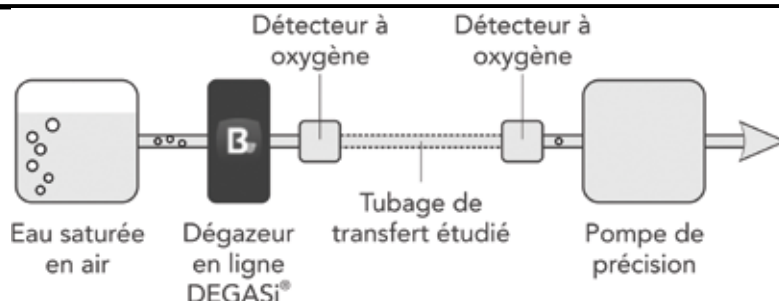 Détecteur à
oxygène
Détecteur à
oxygène
B
Tubage de
transfert étudié
Eau saturée
en air
Dégazeur
en ligne
DEGASi®
Pompe de
précision